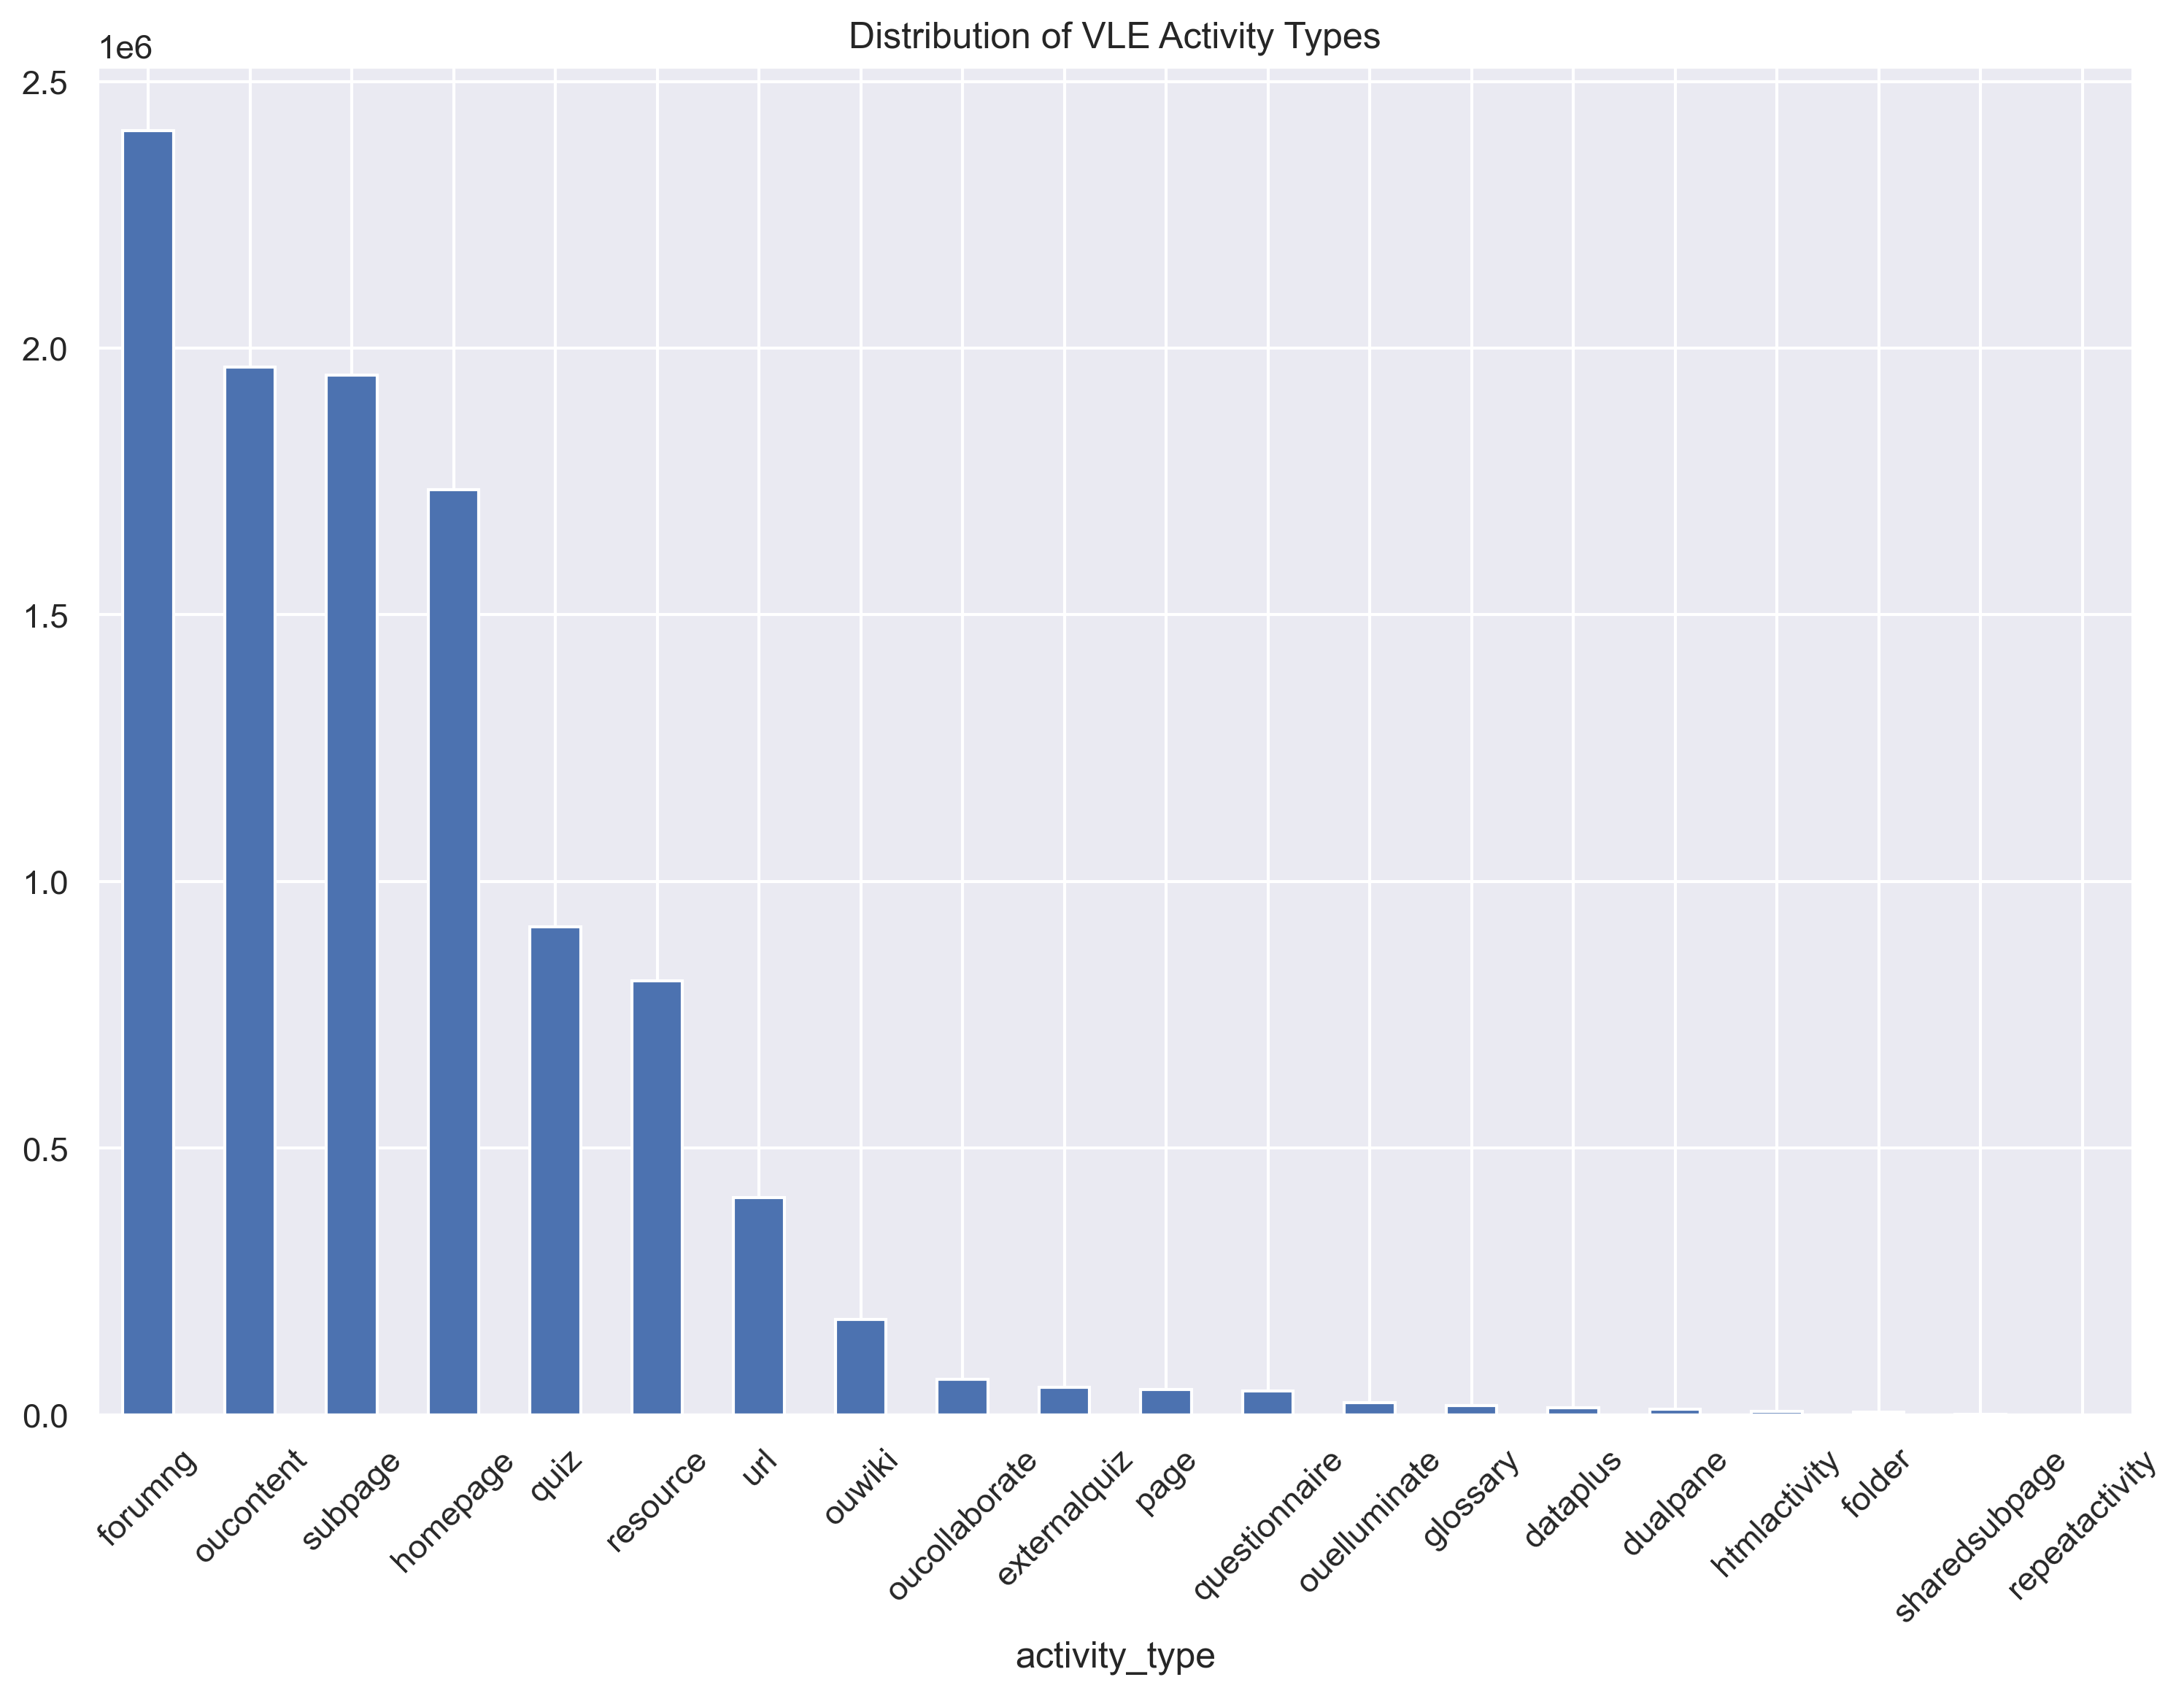 Distribution of VLE Activity Types
1e6
2.5
2.0
1.5
1.0
0.5
0.0
forumng
oucontent
subpage
homepage
quiz
resource
url
ouwiki
oucollaborate
externalquiz
page
questionnaire
ouelluminate
glossary
dataplus
dualpane
htmlactivity
folder
sharedsubpage
repeatactivity
activity_type